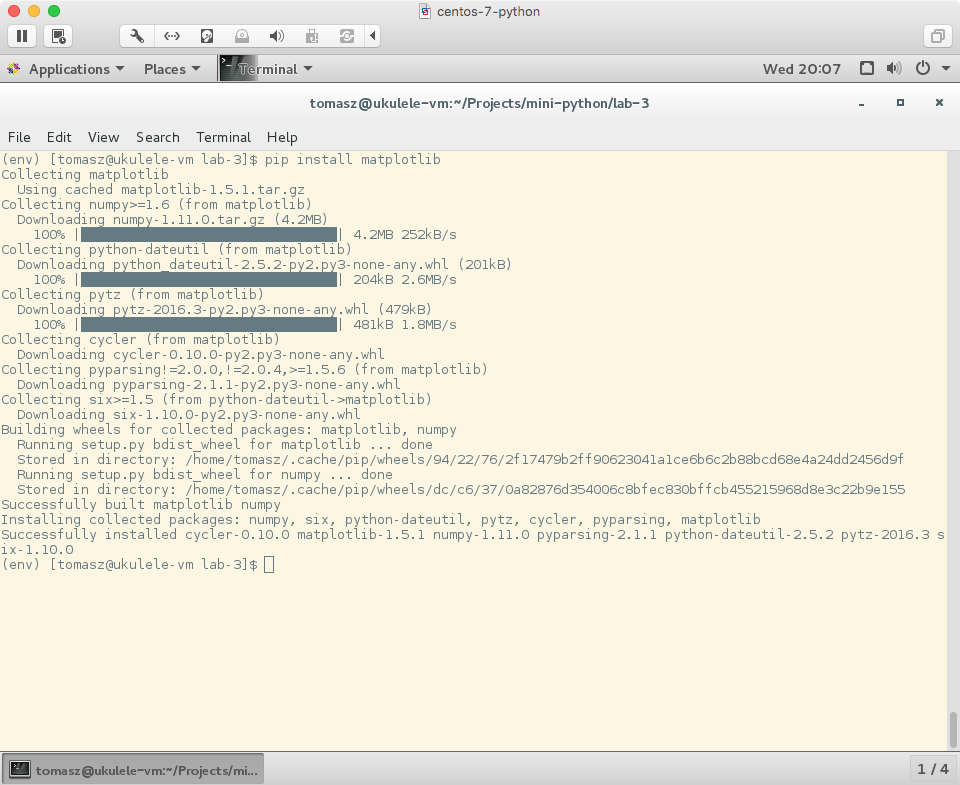 centos-7-python
Applications Places Terminal Wed 20:07
tomasz@ukulele-vm:~/Projects/mini-python/lab-3
File Edit View Search Terminal Help
(env) [tomasz@ukulele-vm lab-3]$ pip install matplotlib
Collecting matplotlib
  Using cached matplotlib-1.5.1.tar.gz
Collecting numpy>=1.6 (from matplotlib)
  Downloading numpy-1.11.0.tar.gz (4.2MB)
    100% |████████████████████████████████| 4.2MB 252kB/s
Collecting python-dateutil (from matplotlib)
  Downloading python_dateutil-2.5.2-py2.py3-none-any.whl (201kB)
    100% |████████████████████████████████| 204kB 2.6MB/s
Collecting pytz (from matplotlib)
  Downloading pytz-2016.3-py2.py3-none-any.whl (479kB)
    100% |████████████████████████████████| 481kB 1.8MB/s
Collecting cycler (from matplotlib)
  Downloading cycler-0.10.0-py2.py3-none-any.whl
Collecting pyparsing!=2.0.0,!=2.0.4,>=1.5.6 (from matplotlib)
  Downloading pyparsing-2.1.1-py2.py3-none-any.whl
Collecting six>=1.5 (from python-dateutil->matplotlib)
  Downloading six-1.10.0-py2.py3-none-any.whl
Building wheels for collected packages: matplotlib, numpy
  Running setup.py bdist_wheel for matplotlib ... done
  Stored in directory: /home/tomasz/.cache/pip/wheels/94/22/76/2f17479b2ff90623041a1ce6b6c2b88bcd68e4a24dd2456d9f
  Running setup.py bdist_wheel for numpy ... done
  Stored in directory: /home/tomasz/.cache/pip/wheels/dc/c6/37/0a82876d354006c8bfec830bffcb455215968d8e3c22b9e155
Successfully built matplotlib numpy
Installing collected packages: numpy, six, python-dateutil, pytz, cycler, pyparsing, matplotlib
Successfully installed cycler-0.10.0 matplotlib-1.5.1 numpy-1.11.0 pyparsing-2.1.1 python-dateutil-2.5.2 pytz-2016.3 s
ix-1.10.0
(env) [tomasz@ukulele-vm lab-3]$
tomasz@ukulele-vm:~/Projects/mi... 1 / 4